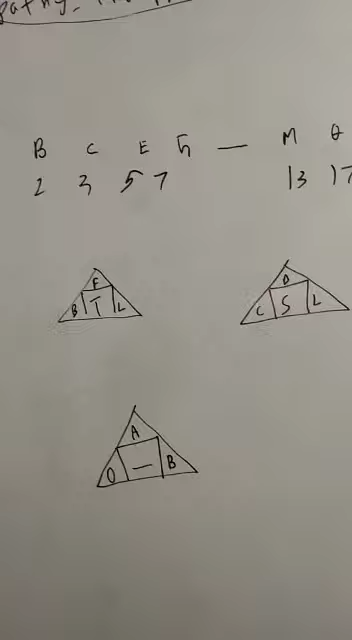 B C E G — M Q
2 3 5 7 13 17
F
B T L
D
C S L
A
O — B